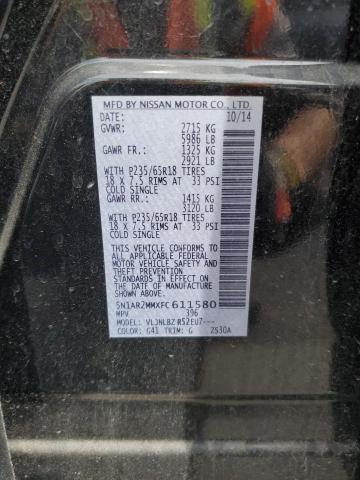 MFD BY NISSAN MOTOR CO., LTD.
DATE: 10/14
GVWR: 2715 KG
5986 LB
GAWR FR.: 1325 KG
2921 LB
WITH P235/65R18 TIRES
18 X 7.5 RIMS AT 33 PSI
COLD SINGLE
GAWR RR.: 1415 KG
3120 LB
WITH P235/65R18 TIRES
18 X 7.5 RIMS AT 33 PSI
COLD SINGLE
THIS VEHICLE CONFORMS TO
ALL APPLICABLE U.S.
FEDERAL MOTOR VEHICLE
SAFETY AND THEFT PREVENTION
STANDARDS IN EFFECT ON THE
DATE OF MANUFACTURE
SHOWN ABOVE.
5N1AR2MMXFC611580
MPV 396
MODEL: VLJNLBZ R52EU7---
COLOR: G41 TRIM: G 2S30A